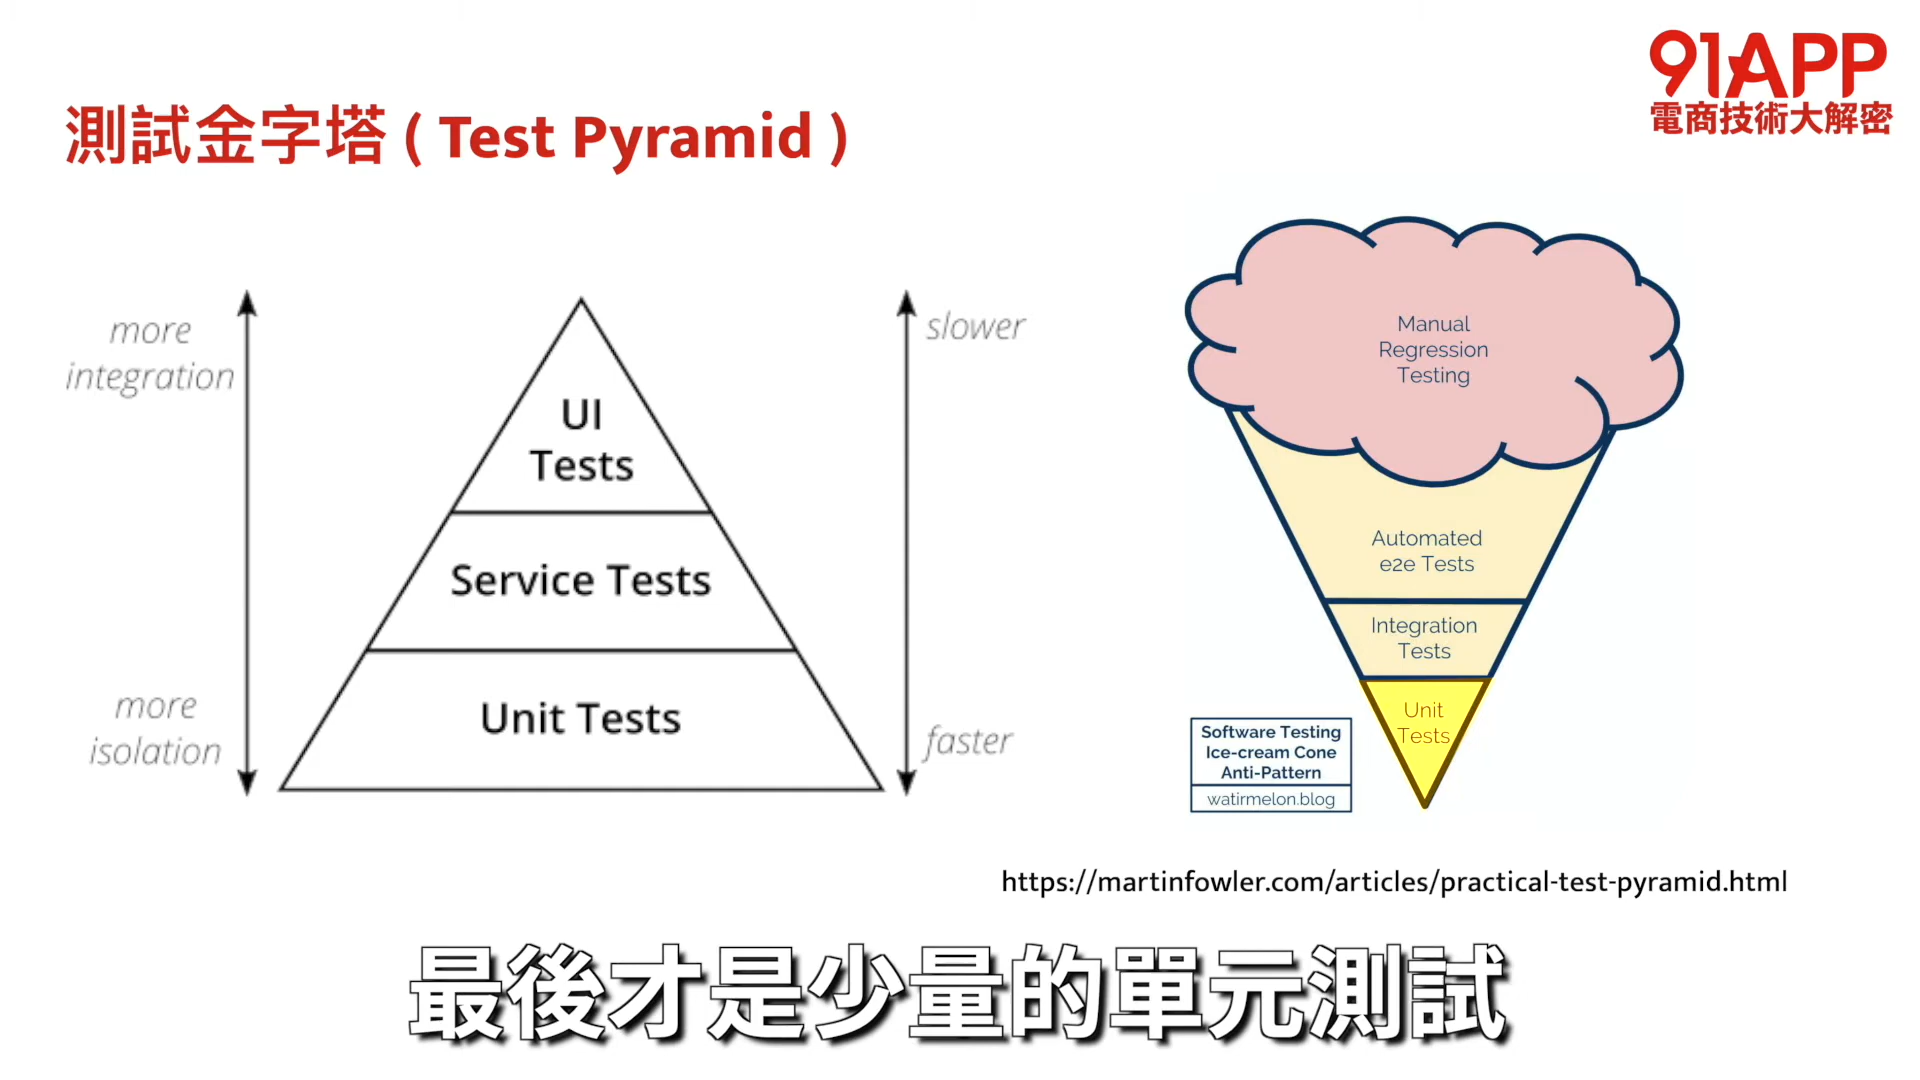 91APP
電商技術大解密
測試金字塔 ( Test Pyramid )
more
integration
more
isolation
UI
Tests
Service Tests
Unit Tests
slower
faster
Manual
Regression
Testing
Automated
e2e Tests
Integration
Tests
Unit
Tests
Software Testing
Ice-cream Cone
Anti-Pattern
watirmelon.blog
https://martinfowler.com/articles/practical-test-pyramid.html
最後才是少量的單元測試